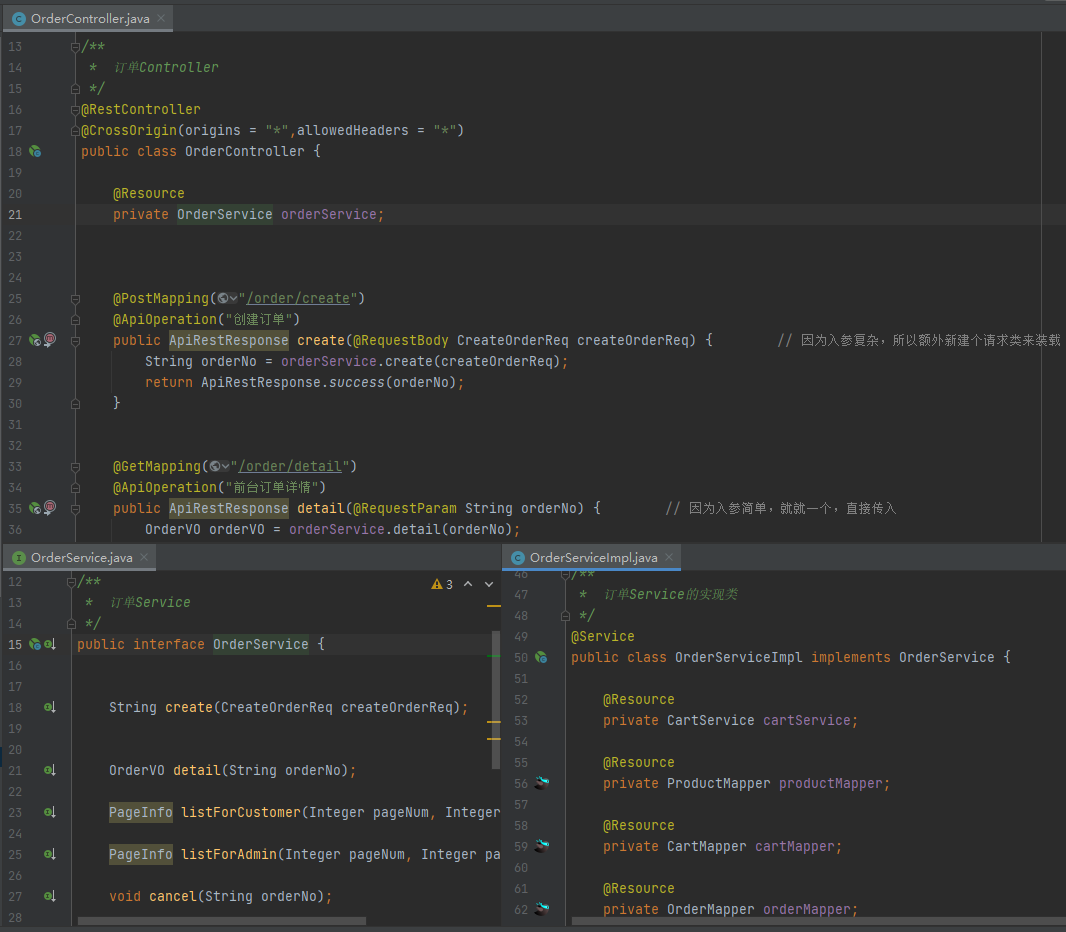 OrderController.java
13 /**
14 * 订单Controller
15 */
16 @RestController
17 @CrossOrigin(origins = "*",allowedHeaders = "*")
18 public class OrderController {
19
20 @Resource
21 private OrderService orderService;
22
23
24
25 @PostMapping("/order/create")
26 @ApiOperation("创建订单")
27 public ApiRestResponse create(@RequestBody CreateOrderReq createOrderReq) { // 因为入参复杂，所以额外新建个请求类来装载
28 String orderNo = orderService.create(createOrderReq);
29 return ApiRestResponse.success(orderNo);
30 }
31
32
33 @GetMapping("/order/detail")
34 @ApiOperation("前台订单详情")
35 public ApiRestResponse detail(@RequestParam String orderNo) { // 因为入参简单，就就一个，直接传入
36 OrderVO orderVO = orderService.detail(orderNo);
OrderService.java
12 /** 3
13 * 订单Service
14 */
15 public interface OrderService {
16
17
18 String create(CreateOrderReq createOrderReq);
19
20
21 OrderVO detail(String orderNo);
22
23 PageInfo listForCustomer(Integer pageNum, Integer
24
25 PageInfo listForAdmin(Integer pageNum, Integer pa
26
27 void cancel(String orderNo);
28
OrderServiceImpl.java
46 /**
47 * 订单Service的实现类
48 */
49 @Service
50 public class OrderServiceImpl implements OrderService {
51
52 @Resource
53 private CartService cartService;
54
55 @Resource
56 private ProductMapper productMapper;
57
58 @Resource
59 private CartMapper cartMapper;
60
61 @Resource
62 private OrderMapper orderMapper;